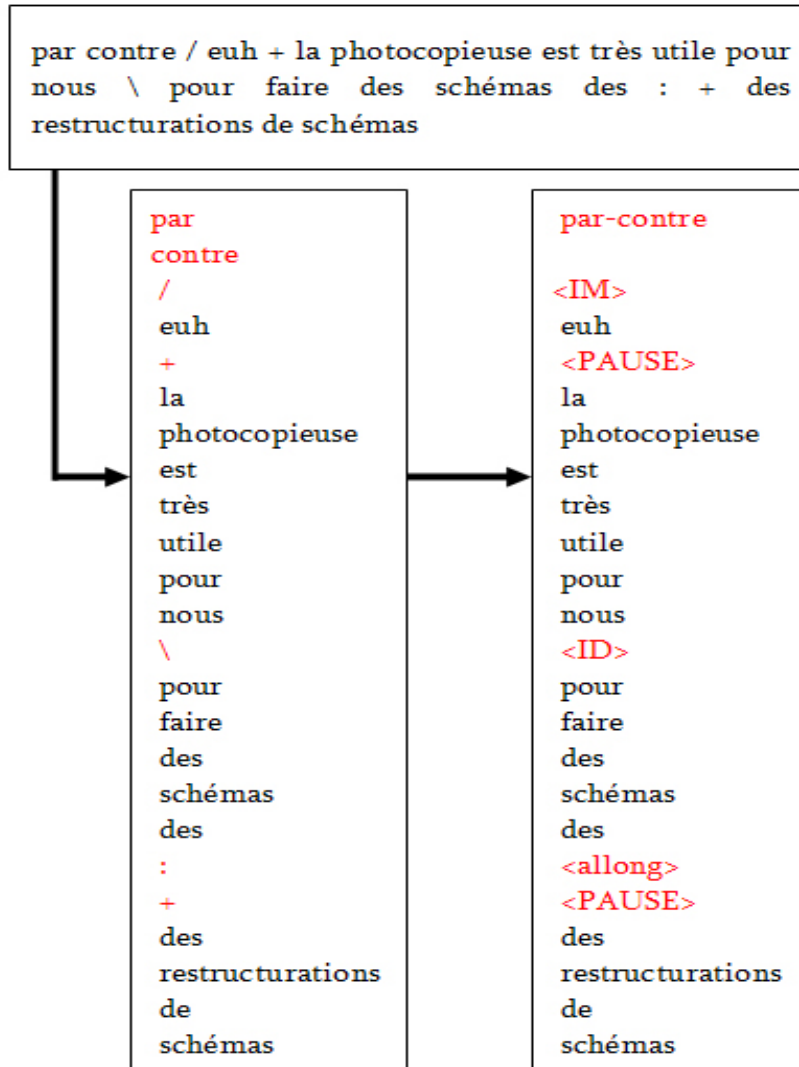 par contre / euh + la photocopieuse est très utile pour
nous \ pour faire des schémas des : + des
restructurations de schémas
par
contre
/
euh
+
la
photocopieuse
est
très
utile
pour
nous
\
pour
faire
des
schémas
des
:
+
des
restructurations
de
schémas
par-contre
<IM>
euh
<PAUSE>
la
photocopieuse
est
très
utile
pour
nous
<ID>
pour
faire
des
schémas
des
<allong>
<PAUSE>
des
restructurations
de
schémas